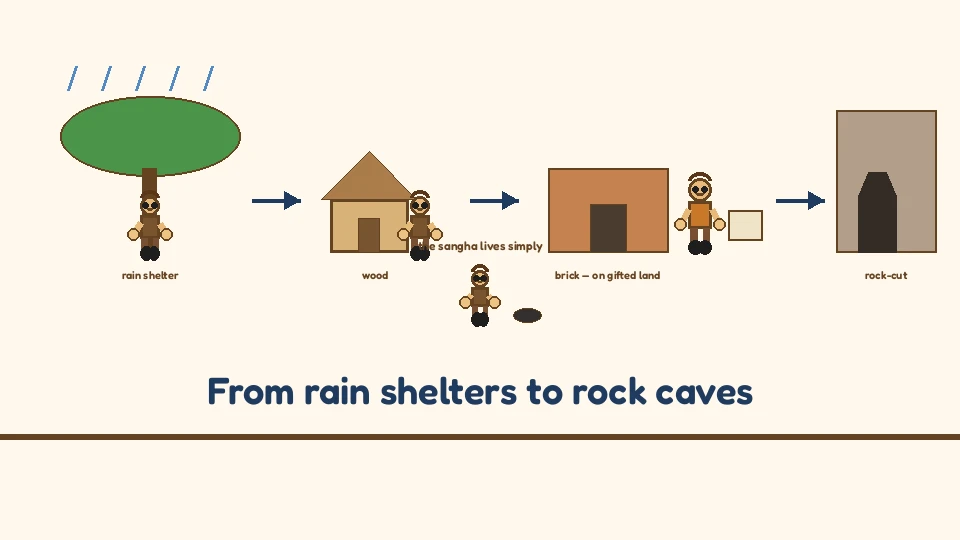 sangha lives simply
rain shelter
wood
brick — on gifted land
rock-cut
From rain shelters to rock caves